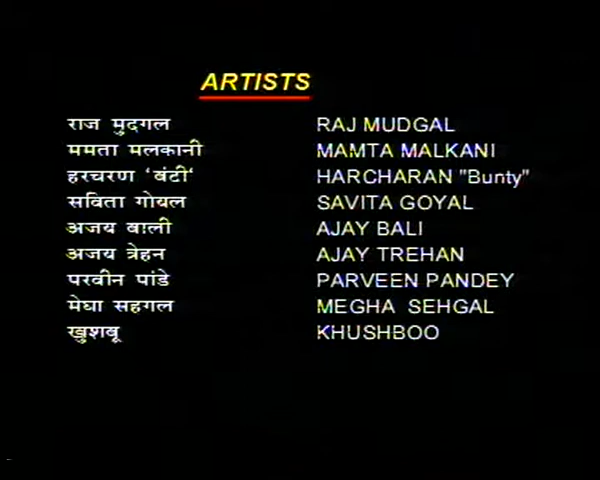 ARTISTS
राज मुदगल RAJ MUDGAL
ममता मलकानी MAMTA MALKANI
हरचरण ‘बंटी‘ HARCHARAN "Bunty"
सविता गोयल SAVITA GOYAL
अजय बाली AJAY BALI
अजय त्रेहन AJAY TREHAN
परवीन पांडे PARVEEN PANDEY
मेघा सहगल MEGHA SEHGAL
खुशबू KHUSHBOO